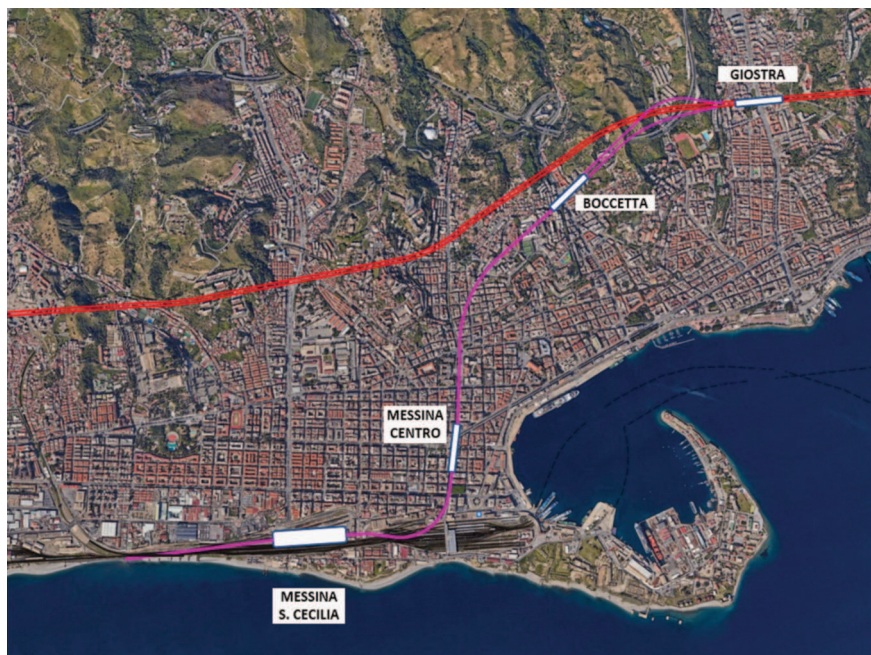 GIOSTRA
BOCCETTA
MESSINA
CENTRO
MESSINA
S. CECILIA